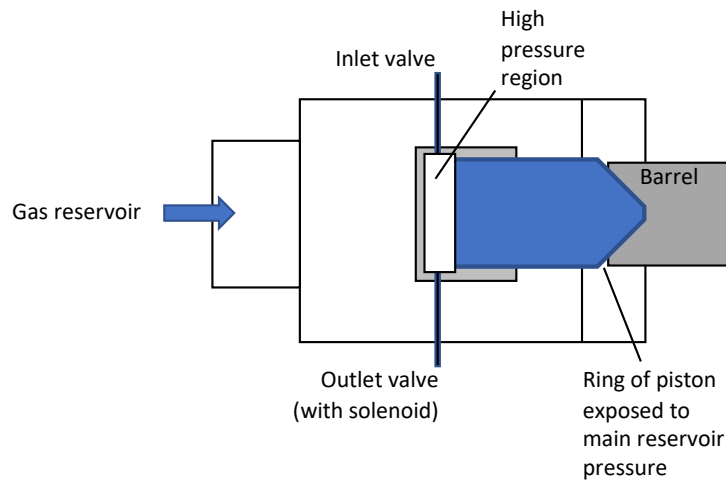 High
pressure
region
Inlet valve
Barrel
Gas reservoir
Outlet valve
(with solenoid)
Ring of piston
exposed to
main reservoir
pressure